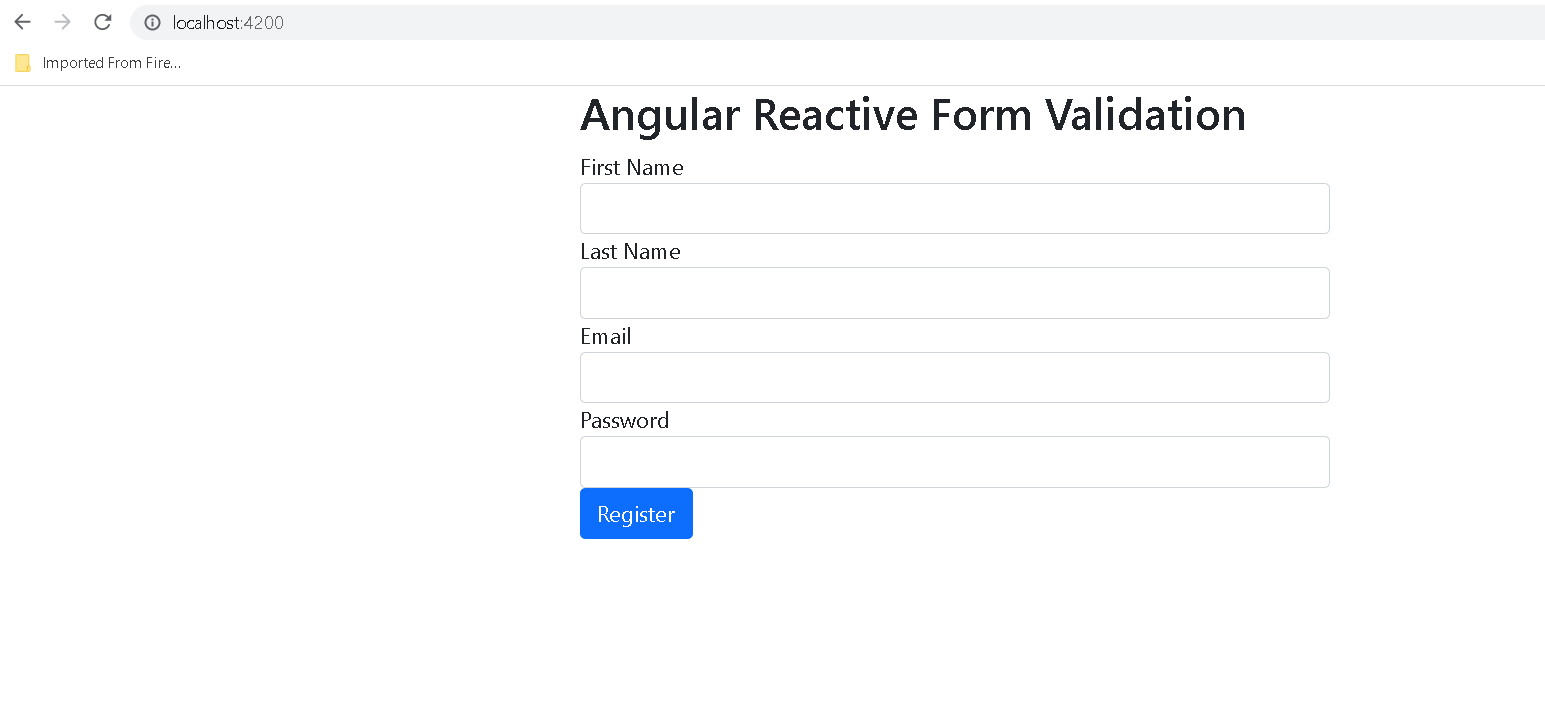 localhost:4200
Imported From Fire...
Angular Reactive Form Validation
First Name
Last Name
Email
Password
Register